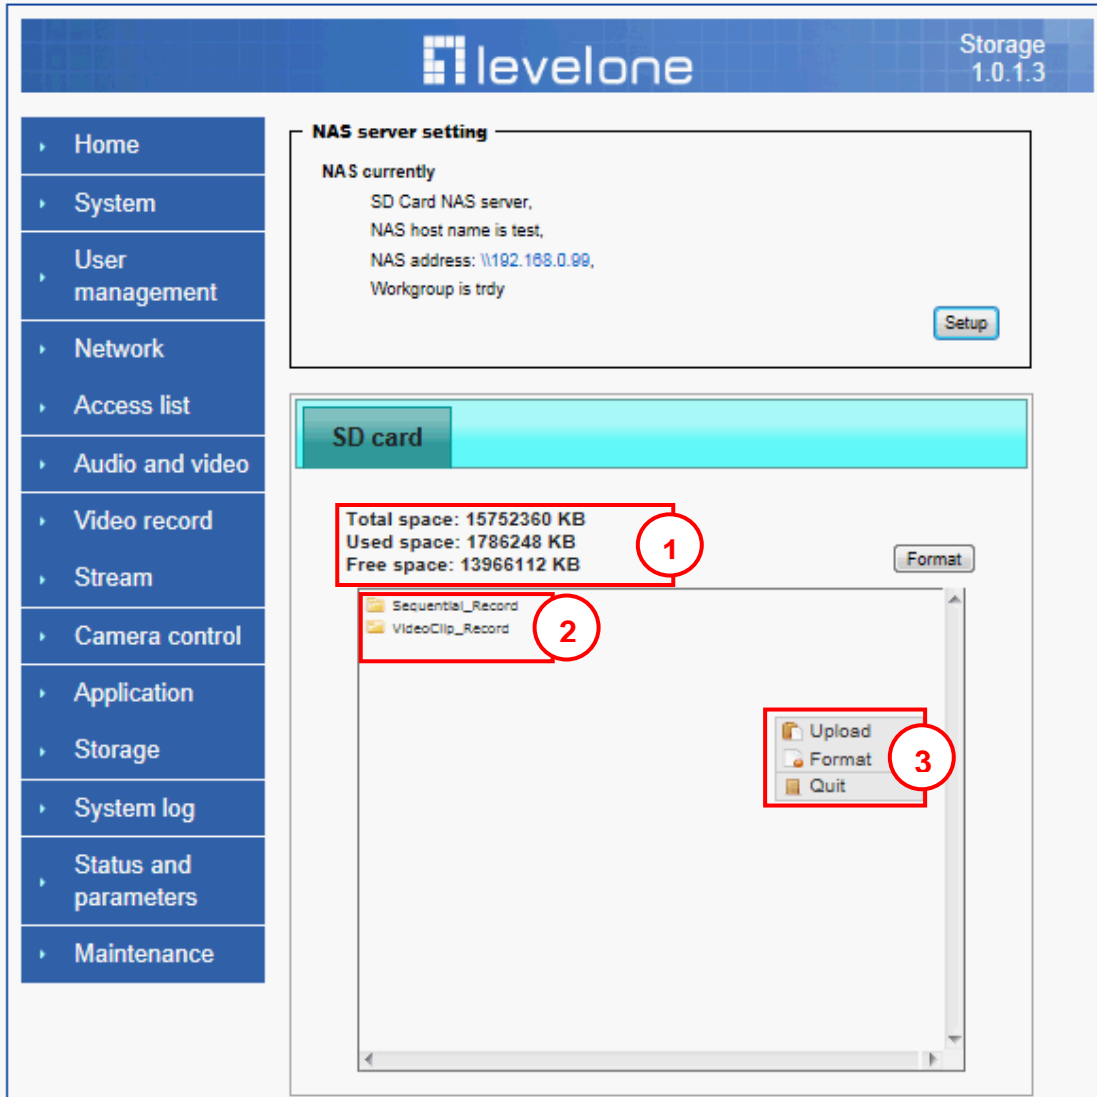 levelone
Storage
1.0.1.3
Home
System
User
management
Network
Access list
Audio and video
Video record
Stream
Camera control
Application
Storage
System log
Status and
parameters
Maintenance
NAS server setting
NAS currently
SD Card NAS server,
NAS host name is test,
NAS address: \\192.168.0.99,
Workgroup is trdy
Setup
SD card
Total space: 15752360 KB
Used space: 1786248 KB
Free space: 13966112 KB
1
Format
Sequential_Record
VideoClip_Record
2
Upload
Format
Quit
3